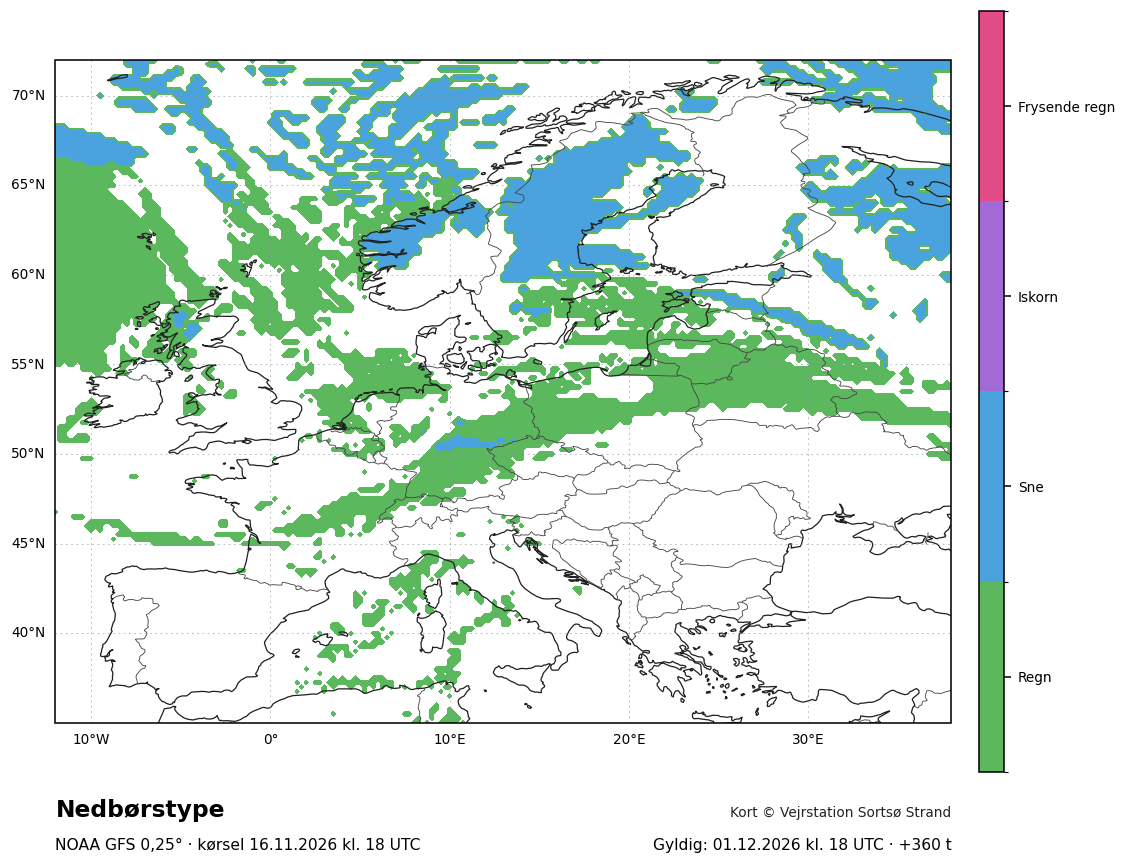 Frysende regn
Iskorn
Sne
Regn
70°N
65°N
60°N
55°N
50°N
45°N
40°N
10°W
0°
10°E
20°E
30°E
Nedbørstype
Kort © Vejrstation Sortsø Strand
NOAA GFS 0,25° · kørsel 16.11.2026 kl. 18 UTC
Gyldig: 01.12.2026 kl. 18 UTC · +360 t